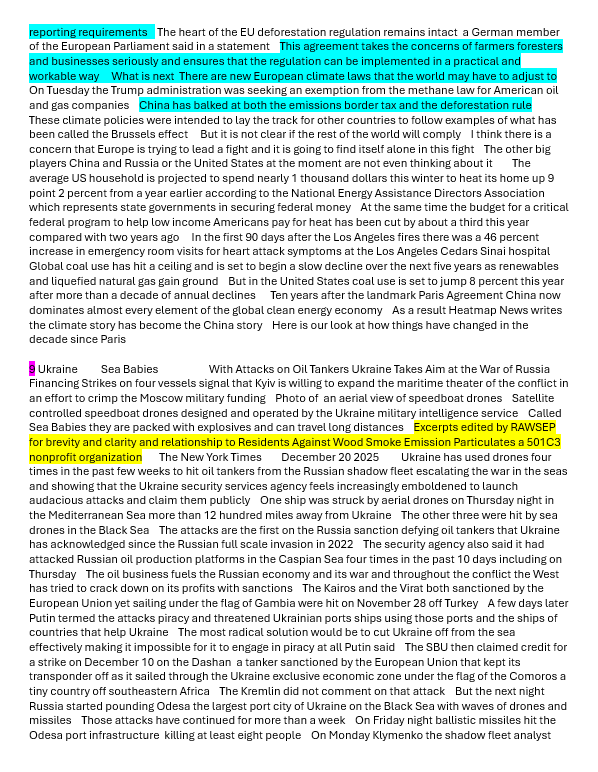 reporting requirements    The heart of the EU deforestation regulation remains intact  a German member
of the European Parliament said in a statement    This agreement takes the concerns of farmers foresters
and businesses seriously and ensures that the regulation can be implemented in a practical and
workable way    What is next  There are new European climate laws that the world may have to adjust to
On Tuesday the Trump administration was seeking an exemption from the methane law for American oil
and gas companies    China has balked at both the emissions border tax and the deforestation rule
These climate policies were intended to lay the track for other countries to follow examples of what has
been called the Brussels effect    But it is not clear if the rest of the world will comply    I think there is a
concern that Europe is trying to lead a fight and it is going to find itself alone in this fight    The other big
players China and Russia or the United States at the moment are not even thinking about it       The
average US household is projected to spend nearly 1 thousand dollars this winter to heat its home up 9
point 2 percent from a year earlier according to the National Energy Assistance Directors Association
which represents state governments in securing federal money    At the same time the budget for a critical
federal program to help low income Americans pay for heat has been cut by about a third this year
compared with two years ago    In the first 90 days after the Los Angeles fires there was a 46 percent
increase in emergency room visits for heart attack symptoms at the Los Angeles Cedars Sinai hospital
Global coal use has hit a ceiling and is set to begin a slow decline over the next five years as renewables
and liquefied natural gas gain ground    But in the United States coal use is set to jump 8 percent this year
after more than a decade of annual declines     Ten years after the landmark Paris Agreement China now
dominates almost every element of the global clean energy economy    As a result Heatmap News writes
the climate story has become the China story    Here is our look at how things have changed in the
decade since Paris
9 Ukraine        Sea Babies                 With Attacks on Oil Tankers Ukraine Takes Aim at the War of Russia
Financing Strikes on four vessels signal that Kyiv is willing to expand the maritime theater of the conflict in
an effort to crimp the Moscow military funding    Photo of  an aerial view of speedboat drones    Satellite
controlled speedboat drones designed and operated by the Ukraine military intelligence service    Called
Sea Babies they are packed with explosives and can travel long distances    Excerpts edited by RAWSEP
for brevity and clarity and relationship to Residents Against Wood Smoke Emission Particulates a 501C3
nonprofit organization      The New York Times       December 20 2025         Ukraine has used drones four
times in the past few weeks to hit oil tankers from the Russian shadow fleet escalating the war in the seas
and showing that the Ukraine security services agency feels increasingly emboldened to launch
audacious attacks and claim them publicly    One ship was struck by aerial drones on Thursday night in
the Mediterranean Sea more than 12 hundred miles away from Ukraine    The other three were hit by sea
drones in the Black Sea    The attacks are the first on the Russia sanction defying oil tankers that Ukraine
has acknowledged since the Russian full scale invasion in 2022    The security agency also said it had
attacked Russian oil production platforms in the Caspian Sea four times in the past 10 days including on
Thursday    The oil business fuels the Russian economy and its war and throughout the conflict the West
has tried to crack down on its profits with sanctions    The Kairos and the Virat both sanctioned by the
European Union yet sailing under the flag of Gambia were hit on November 28 off Turkey    A few days later
Putin termed the attacks piracy and threatened Ukrainian ports ships using those ports and the ships of
countries that help Ukraine    The most radical solution would be to cut Ukraine off from the sea
effectively making it impossible for it to engage in piracy at all Putin said    The SBU then claimed credit for
a strike on December 10 on the Dashan  a tanker sanctioned by the European Union that kept its
transponder off as it sailed through the Ukraine exclusive economic zone under the flag of the Comoros a
tiny country off southeastern Africa    The Kremlin did not comment on that attack    But the next night
Russia started pounding Odesa the largest port city of Ukraine on the Black Sea with waves of drones and
missiles    Those attacks have continued for more than a week    On Friday night ballistic missiles hit the
Odesa port infrastructure  killing at least eight people    On Monday Klymenko the shadow fleet analyst